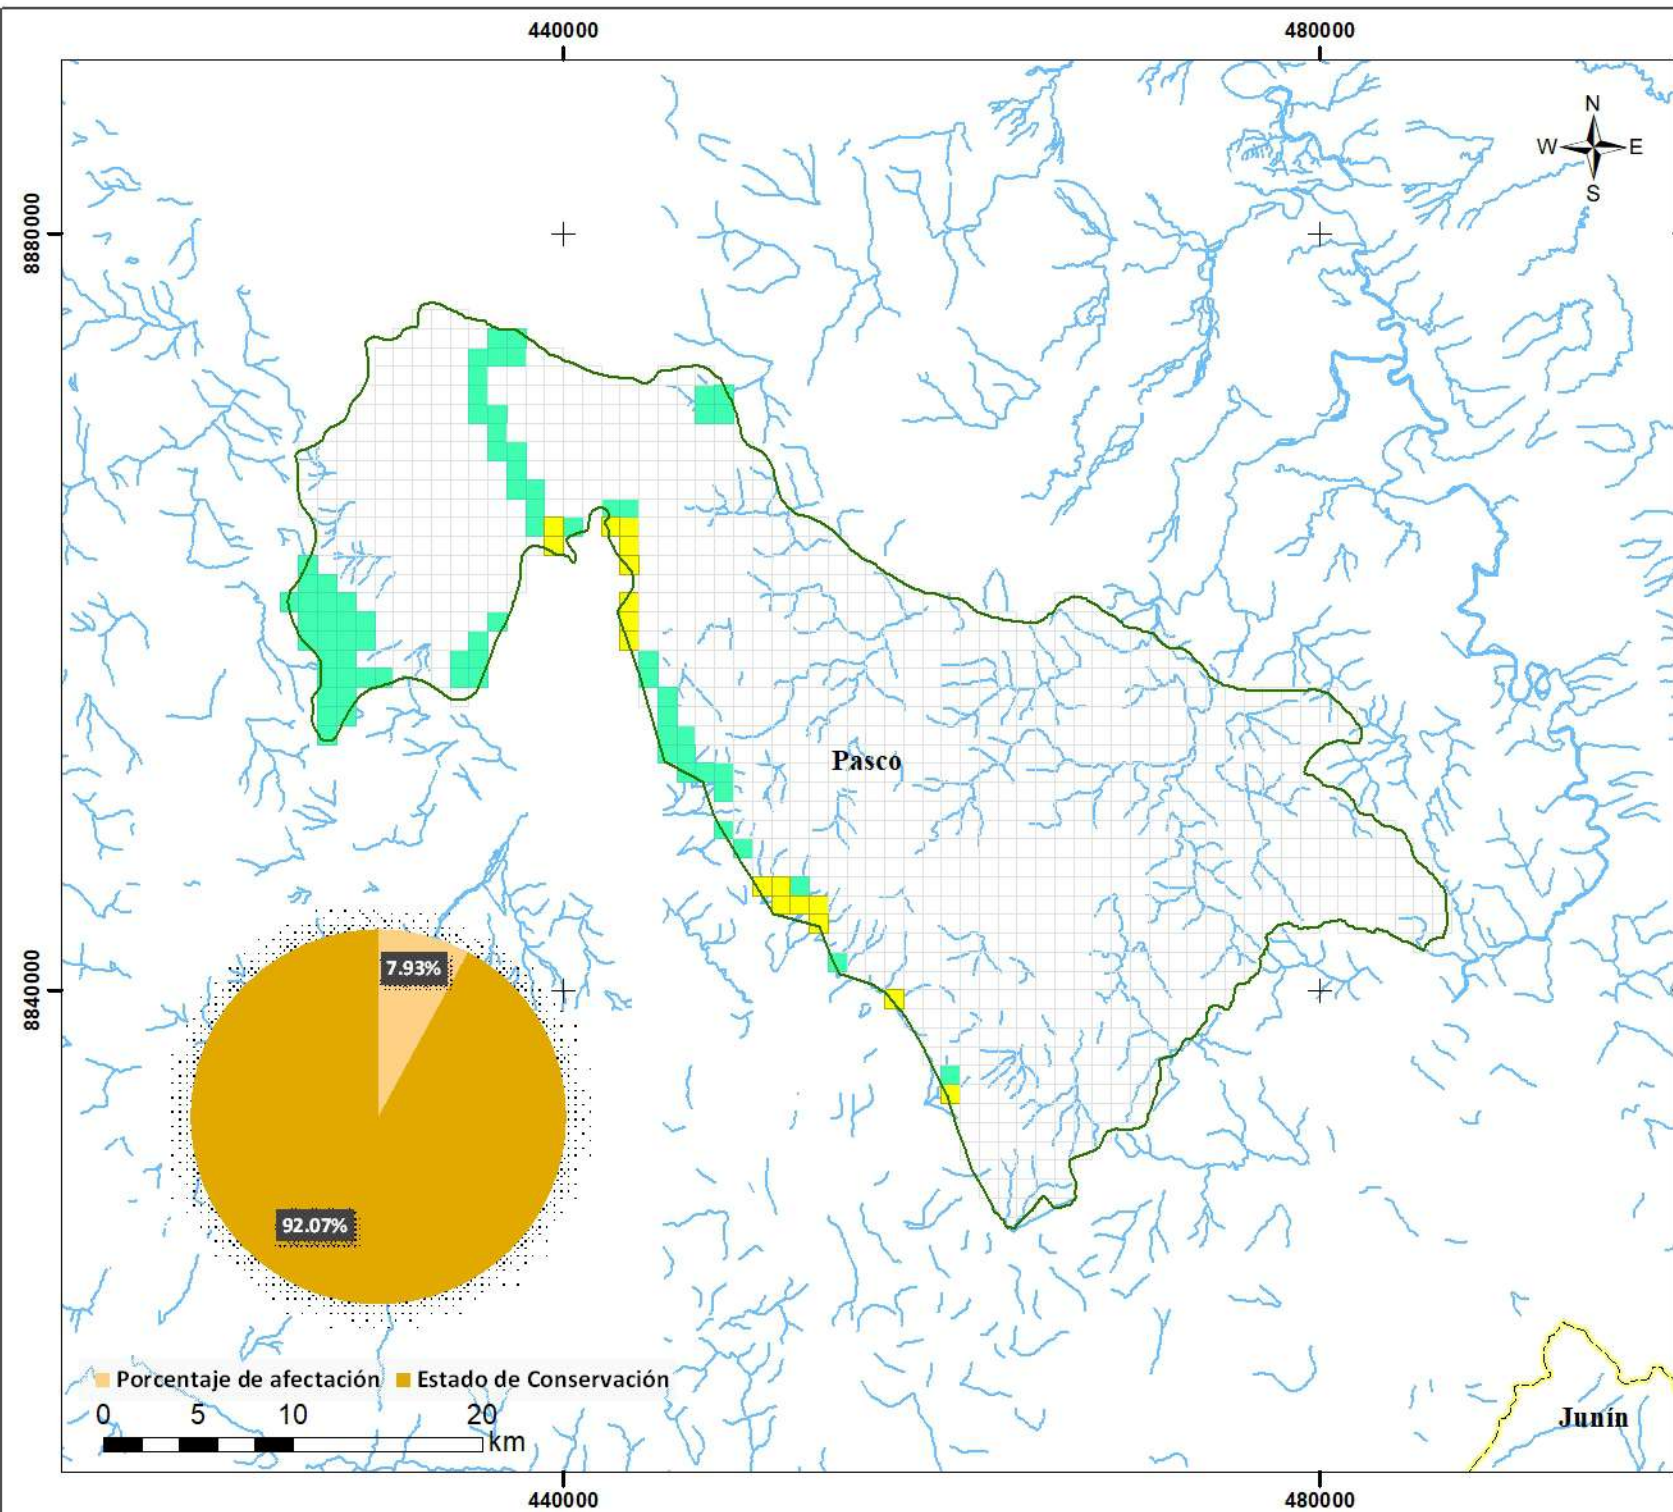 440000 480000
N
W E
S
8880000
Pasco
7.93%
8840000
92.07%
Porcentaje de afectación Estado de Conservación
0 5 10 20
km
Junín
440000 480000